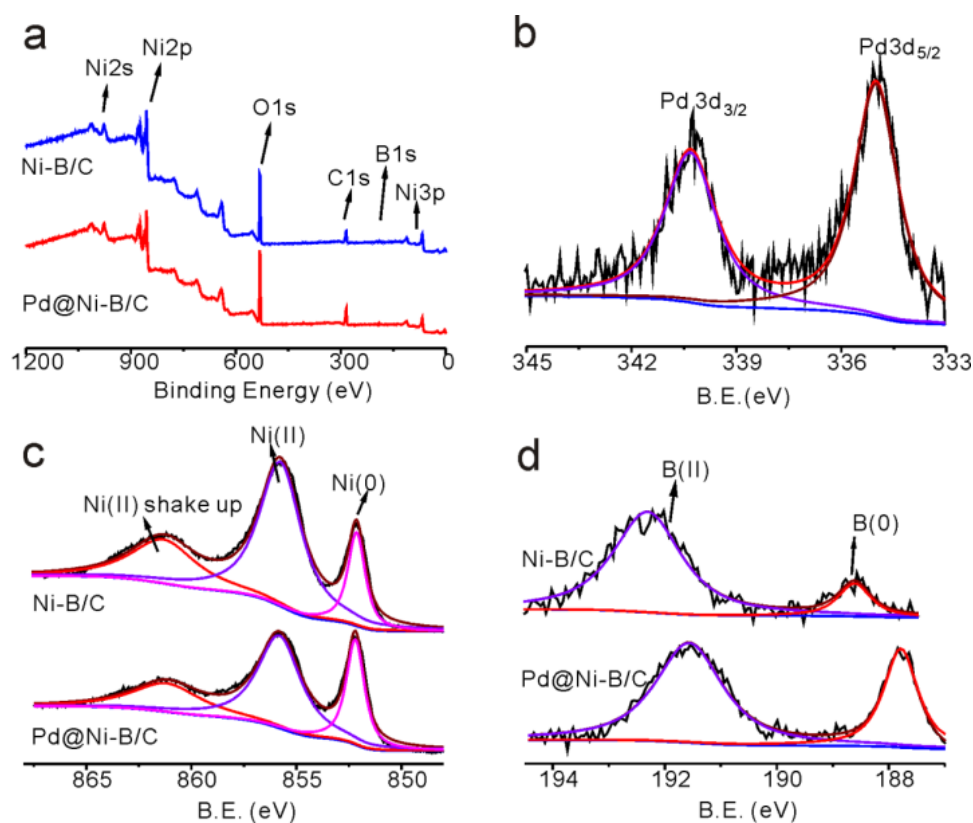 a
Ni2s
Ni2p
O1s
C1s
B1s
Ni3p
Ni-B/C
Pd@Ni-B/C
1200 900 600 300 0
Binding Energy (eV)
b
Pd 3d3/2
Pd3d5/2
345 342 339 336 333
B.E.(eV)
c
Ni(II) shake up
Ni(II)
Ni(0)
Ni-B/C
Pd@Ni-B/C
865 860 855 850
B.E. (eV)
d
B(II)
B(0)
Ni-B/C
Pd@Ni-B/C
194 192 190 188
B.E. (eV)